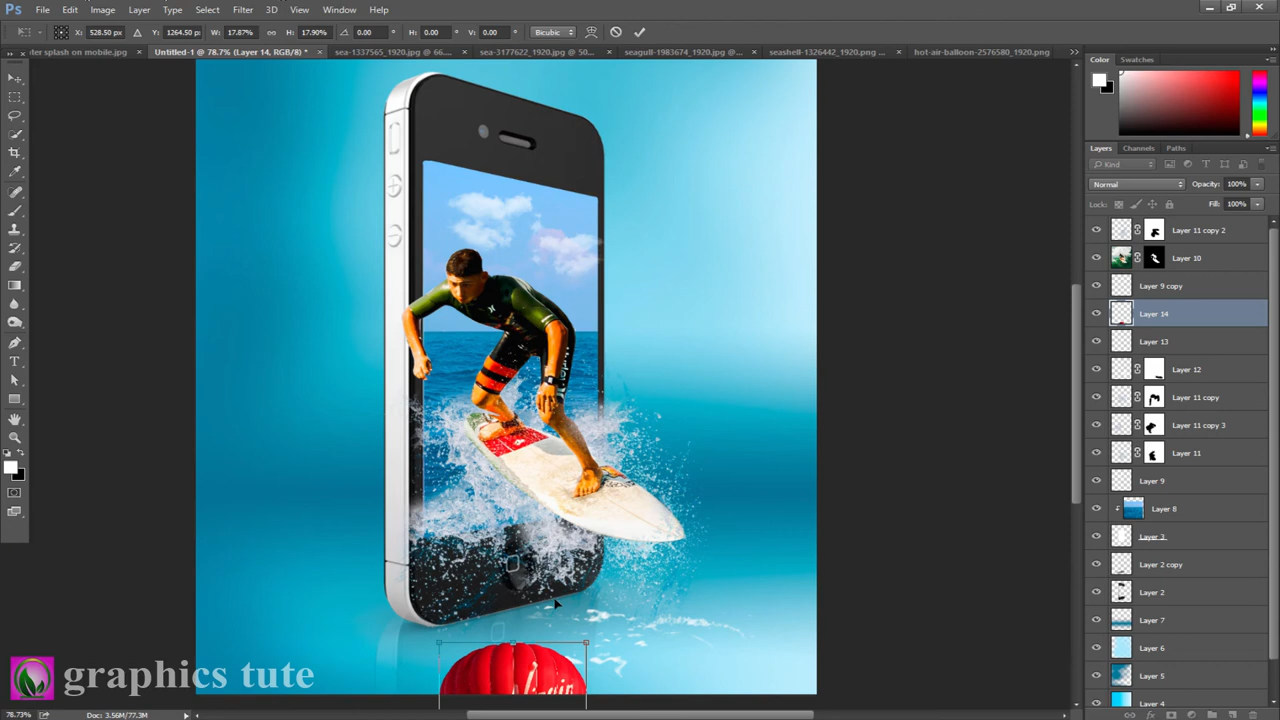 Ps File Edit Image Layer Type Select Filter 3D View Window Help
X: 528.50 px Y: 1264.50 px W: 17.87% H: 17.90% 0.00 H: 0.00 V: 0.00 Bicubic
ter splash on mobile.jpg × Untitled-1 @ 78.7% (Layer 14, RGB/8) * × sea-1337565_1920.jpg @ 66.... × sea-3177622_1920.jpg @ 50... × seagull-1983674_1920.jpg @... × seashell-1326442_1920.png ... × hot-air-balloon-2576580_1920.png
Color Swatches
Layers Channels Paths
Kind
Normal Opacity: 100%
Lock: Fill: 100%
Layer 11 copy 2
Layer 10
Layer 9 copy
Layer 14
Layer 13
Layer 12
Layer 11 copy
Layer 11 copy 3
Layer 11
Layer 9
Layer 8
Layer 3
Layer 2 copy
Layer 2
Layer 7
Layer 6
Layer 5
Layer 4
graphics tute
78.73% Doc: 3.56M/77.3M